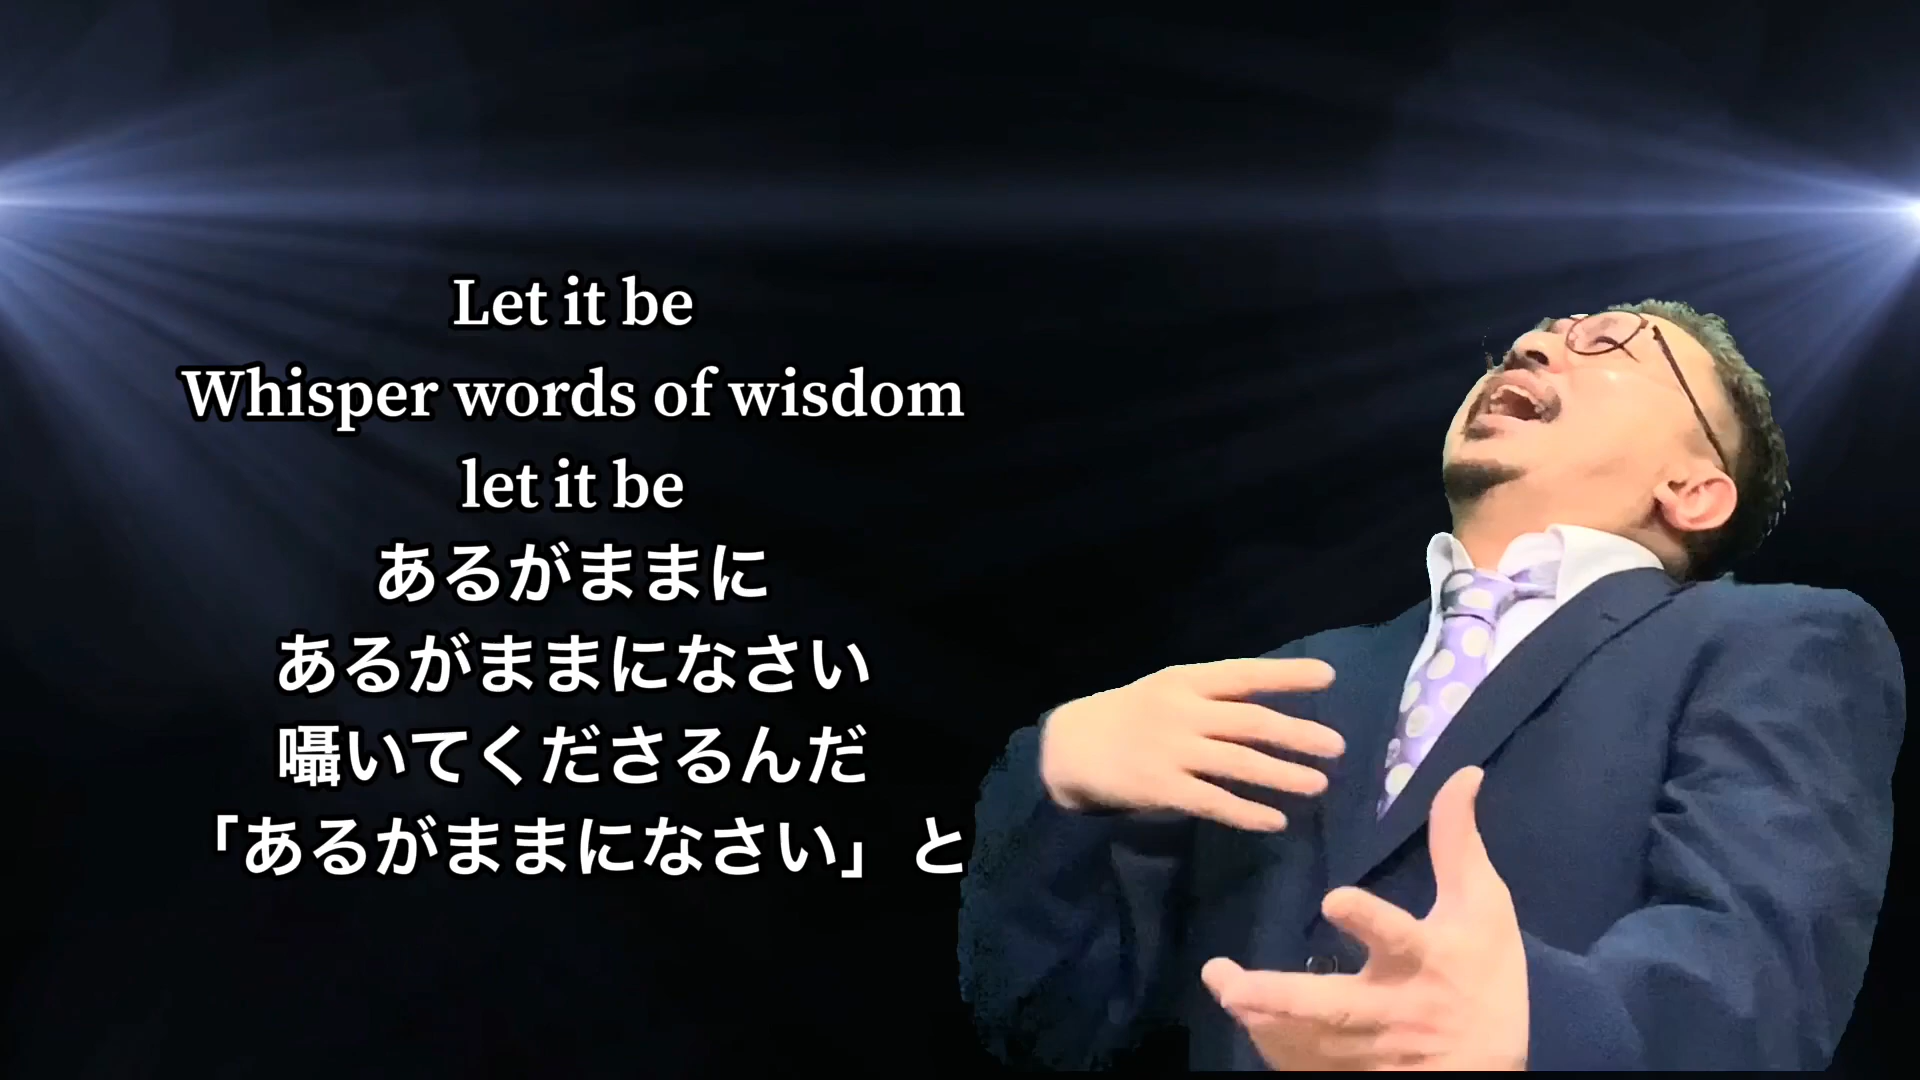 Let it be
Whisper words of wisdom
let it be
あるがままに
あるがままになさい
囁いてくださるんだ
「あるがままになさい」と